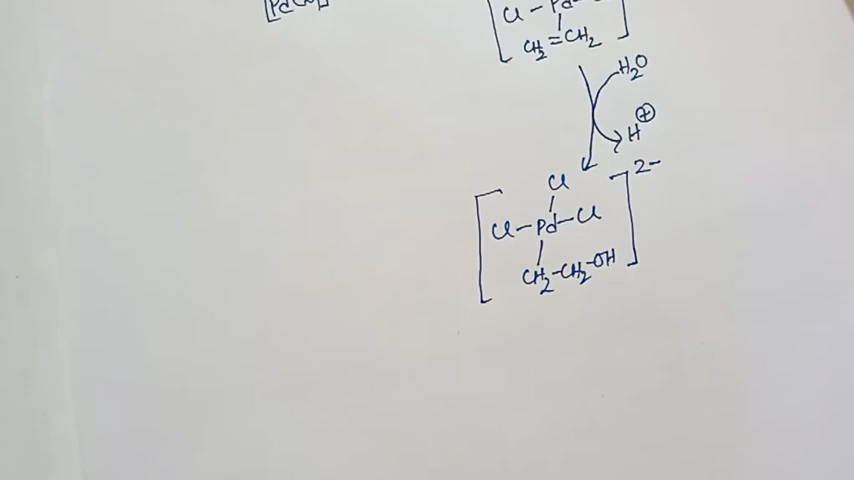 [PdCl4]
Cl - Pd
CH2=CH2
H2O
H⊕
2-
Cl
Cl-Pd-Cl
CH2-CH2-OH